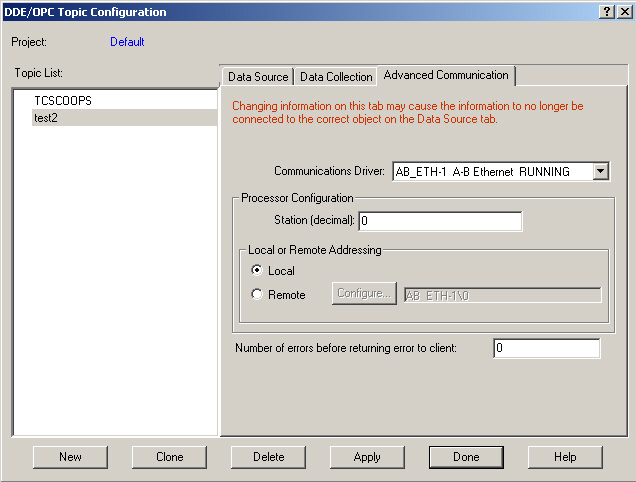 DDE/OPC Topic Configuration
Project: Default
Topic List:
TCSCOOPS
test2
Data Source Data Collection Advanced Communication
Changing information on this tab may cause the information to no longer be
connected to the correct object on the Data Source tab.
Communications Driver: AB_ETH-1 A-B Ethernet RUNNING
Processor Configuration
Station (decimal): 0
Local or Remote Addressing
Local
Remote Configure... AB_ETH-1\0
Number of errors before returning error to client: 0
New Clone Delete Apply Done Help